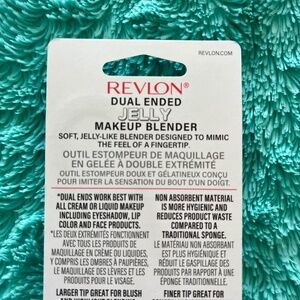 REVLON.COM
REVLON®
DUAL ENDED
JELLY
MAKEUP BLENDER
SOFT, JELLY-LIKE BLENDER DESIGNED TO MIMIC
THE FEEL OF A FINGERTIP.
OUTIL ESTOMPEUR DE MAQUILLAGE
EN GELÉE À DOUBLE EXTRÉMITÉ
OUTIL ESTOMPEUR DOUX ET GÉLATINEUX CONÇU
POUR IMITER LA SENSATION DU BOUT D'UN DOIGT.
*DUAL ENDS WORK BEST WITH
ALL CREAM OR LIQUID MAKEUP
INCLUDING EYESHADOW, LIP
COLOR AND FACE PRODUCTS.
*LES DEUX EXTRÉMITÉS FONCTIONNENT
AVEC TOUS LES PRODUITS DE
MAQUILLAGE EN CRÈME OU LIQUIDES,
Y COMPRIS LES OMBRES À PAUPIÈRES, LE
MAQUILLAGE DES LÈVRES ET LES
PRODUITS POUR LE VISAGE.
LARGER TIP GREAT FOR BLUSH
NON ABSORBENT MATERIAL
IS MORE HYGIENIC AND
REDUCES PRODUCT WASTE
COMPARED TO A
TRADITIONAL SPONGE.
LE MATÉRIAU NON ABSORBANT
EST PLUS HYGIÉNIQUE ET
RÉDUIT LE GASPILLAGE DES
PRODUITS PAR RAPPORT À UNE
ÉPONGE TRADITIONNELLE.
FINER TIP GREAT FOR